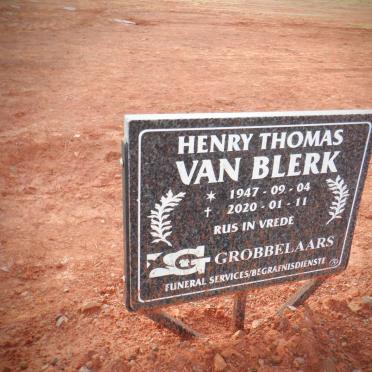 HENRY THOMAS
VAN BLERK
* 1947 - 09 - 04
† 2020 - 01 - 11
RUS IN VREDE
G GROBBELAARS
FUNERAL SERVICES/BEGRAFNISDIENSTE